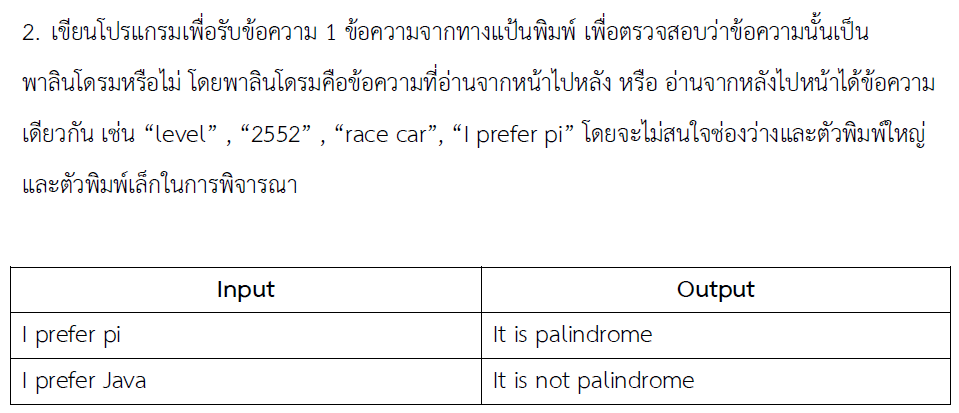 2. เขียนโปรแกรมเพื่อรับข้อความ 1 ข้อความจากทางแป้นพิมพ์ เพื่อตรวจสอบว่าข้อความนั้นเป็น
พาลินโดรมหรือไม่ โดยพาลินโดรมคือข้อความที่อ่านจากหน้าไปหลัง หรือ อ่านจากหลังไปหน้าได้ข้อความ
เดียวกัน เช่น “level” , “2552” , “race car”, “I prefer pi” โดยจะไม่สนใจช่องว่างและตัวพิมพ์ใหญ่
และตัวพิมพ์เล็กในการพิจารณา
Input Output
I prefer pi It is palindrome
I prefer Java It is not palindrome